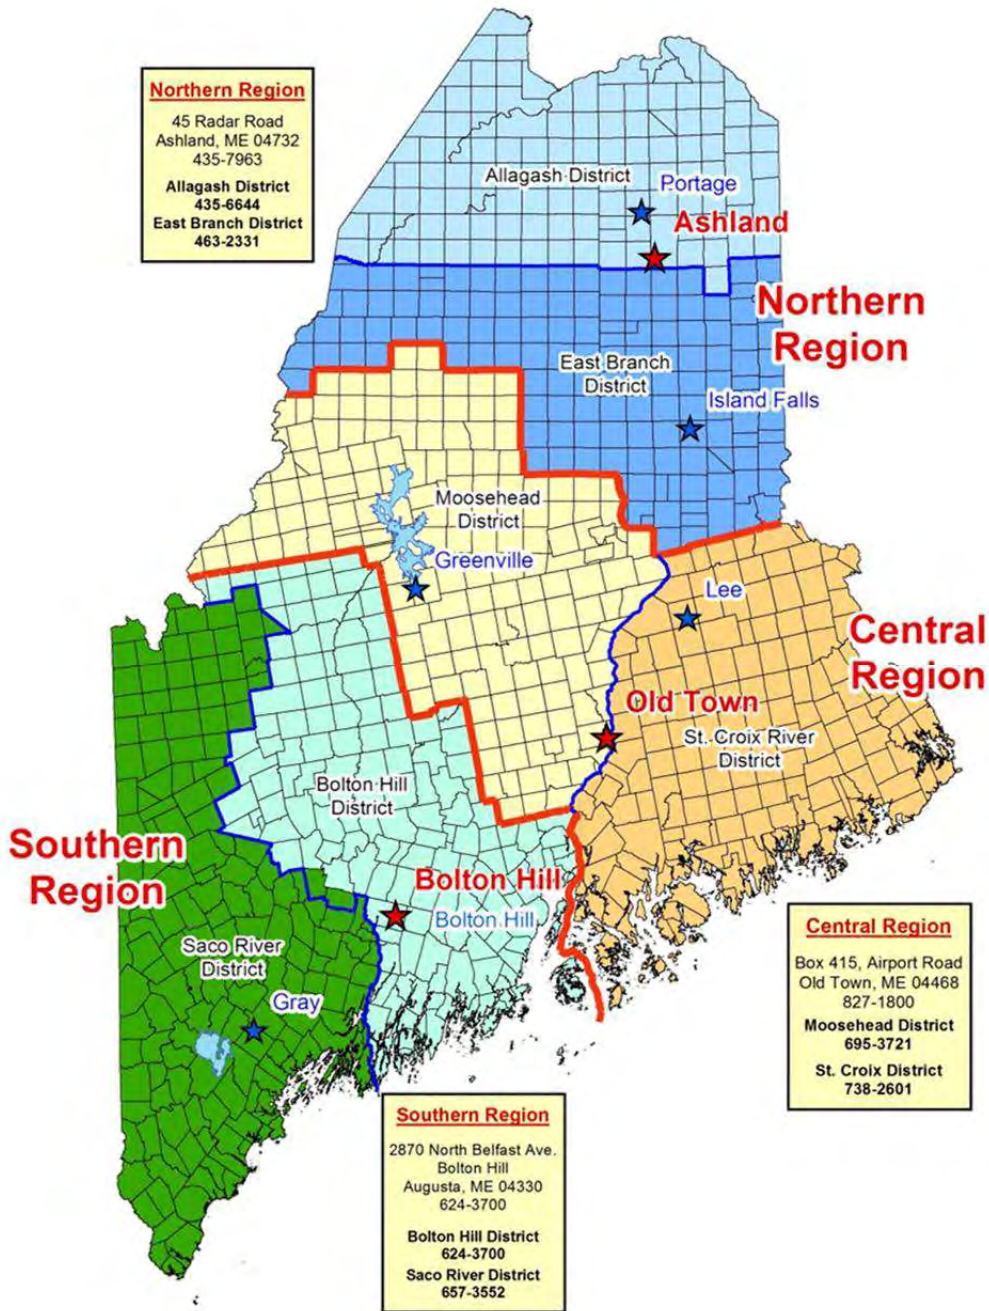 Northern Region
45 Radar Road
Ashland, ME 04732
435-7963
Allagash District
435-6644
East Branch District
463-2331
Allagash District
Portage
Ashland
Northern
Region
East Branch
District
Island Falls
Moosehead
District
Greenville
Lee
Central
Region
Old Town
St. Croix River
District
Bolton Hill
District
Southern
Region
Bolton Hill
Bolton Hill
Saco River
District
Gray
Central Region
Box 415, Airport Road
Old Town, ME 04468
827-1800
Moosehead District
695-3721
St. Croix District
738-2601
Southern Region
2870 North Belfast Ave.
Bolton Hill
Augusta, ME 04330
624-3700
Bolton Hill District
624-3700
Saco River District
657-3552